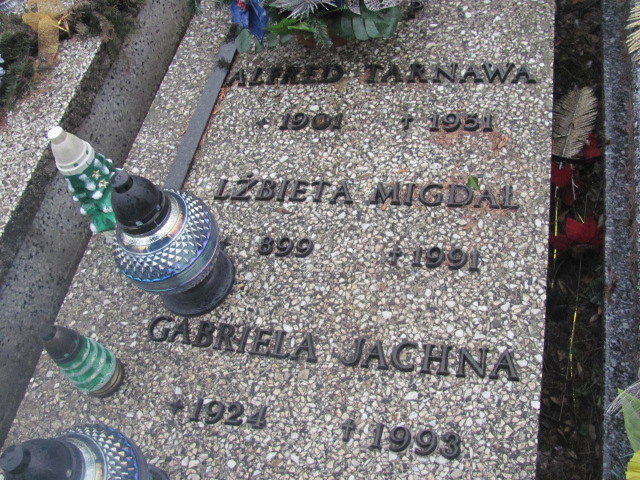 ALFRED TARNAWA
* 1901 † 1951
LŻBIETA MIGDAŁ
899 † 1991
GABRIELA JACHNA
* 1924 † 1993